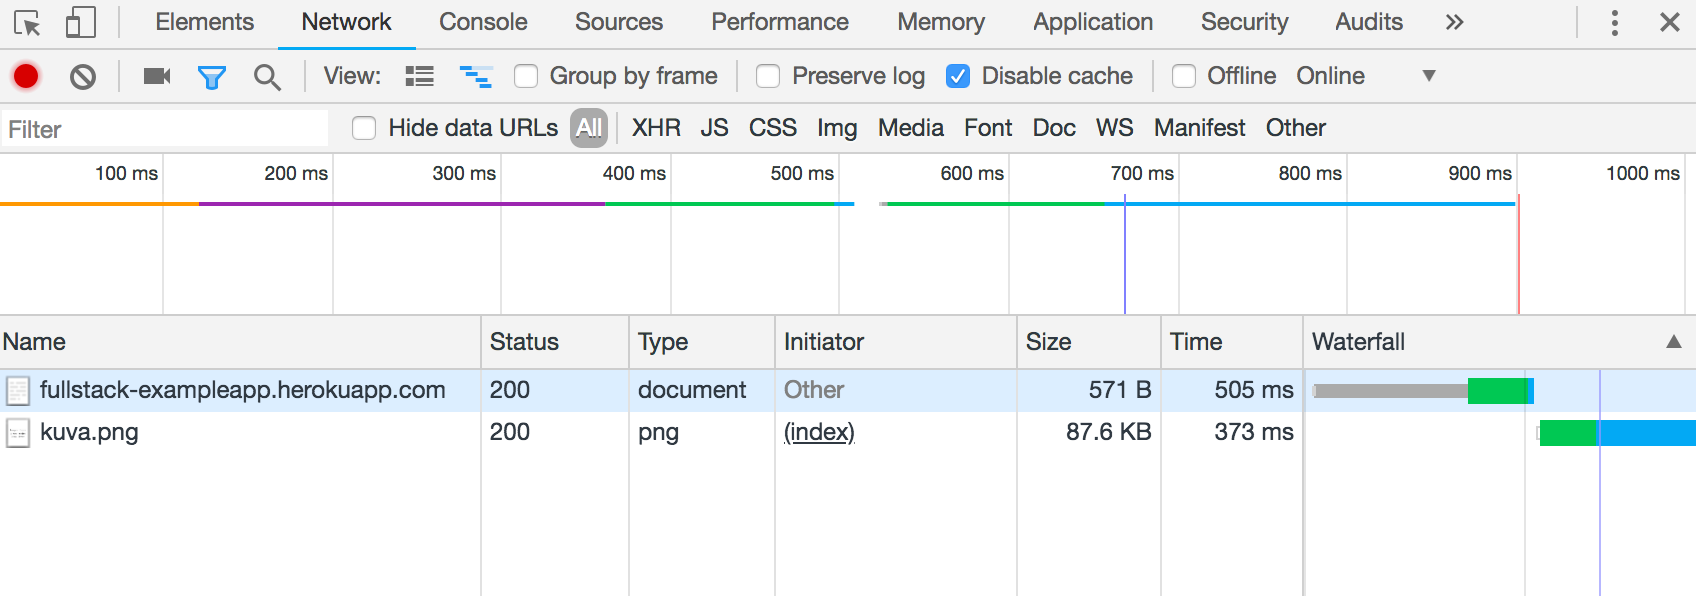 Elements Network Console Sources Performance Memory Application Security Audits »
View: Group by frame Preserve log Disable cache Offline Online
Filter Hide data URLs All XHR JS CSS Img Media Font Doc WS Manifest Other
100 ms 200 ms 300 ms 400 ms 500 ms 600 ms 700 ms 800 ms 900 ms 1000 ms
Name Status Type Initiator Size Time Waterfall
fullstack-exampleapp.herokuapp.com 200 document Other 571 B 505 ms
kuva.png 200 png (index) 87.6 KB 373 ms